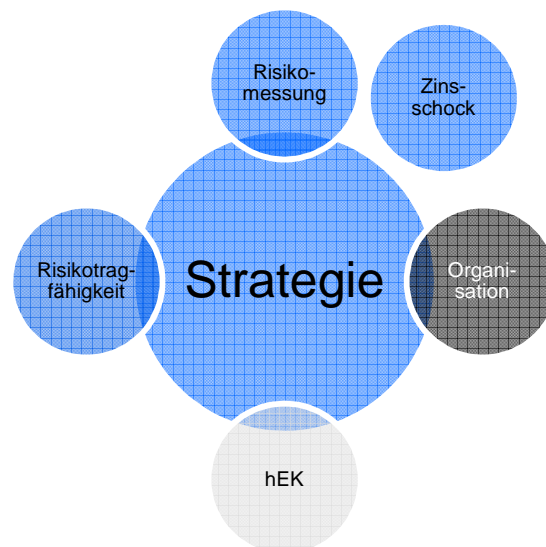 Risiko-
messung
Zins-
schock
Risikotrag-
fähigkeit
Strategie
Organi-
sation
hEK